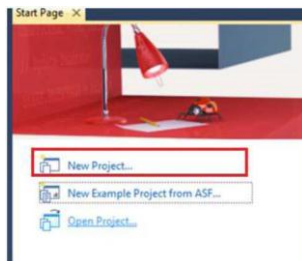 Start Page
New Project...
New Example Project from ASF...
Open Project...